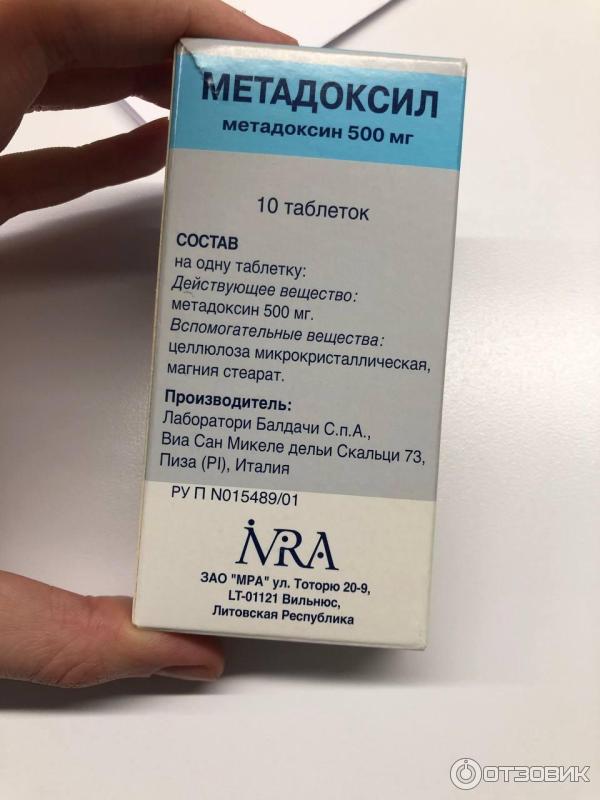 МЕТАДОКСИЛ
метадоксин 500 мг
10 таблеток
СОСТАВ
на одну таблетку:
Действующее вещество:
метадоксин 500 мг.
Вспомогательные вещества:
целлюлоза микрокристаллическая,
магния стеарат.
Производитель:
Лаборатори Балдачи С.п.А.,
Виа Сан Микеле дельи Скальци 73,
Пиза (PI), Италия
РУ П N015489/01
MRA
ЗАО "МРА" ул. Тоторю 20-9,
LT-01121 Вильнюс,
Литовская Республика
ОТЗОВИК